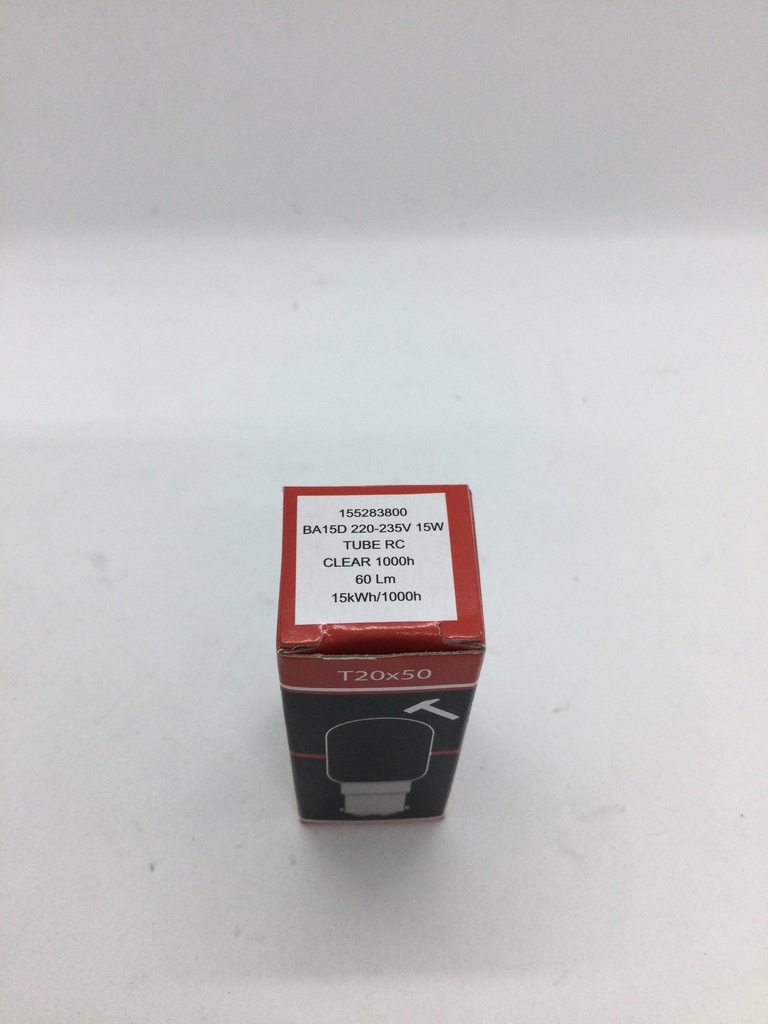 155283800
BA15D 220-235V 15W
TUBE RC
CLEAR 1000h
60 Lm
15kWh/1000h
T20x50
T